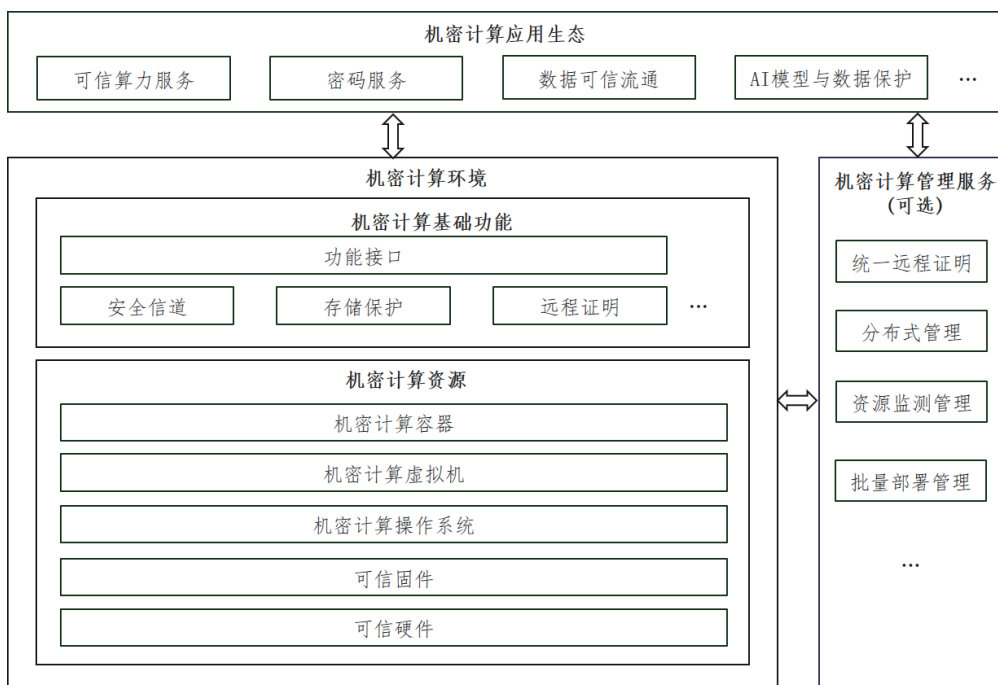 机密计算应用生态
可信算力服务
密码服务
数据可信流通
AI模型与数据保护
…
机密计算环境
机密计算基础功能
功能接口
安全信道
存储保护
远程证明
…
机密计算资源
机密计算容器
机密计算虚拟机
机密计算操作系统
可信固件
可信硬件
机密计算管理服务
(可选)
统一远程证明
分布式管理
资源监测管理
批量部署管理
…